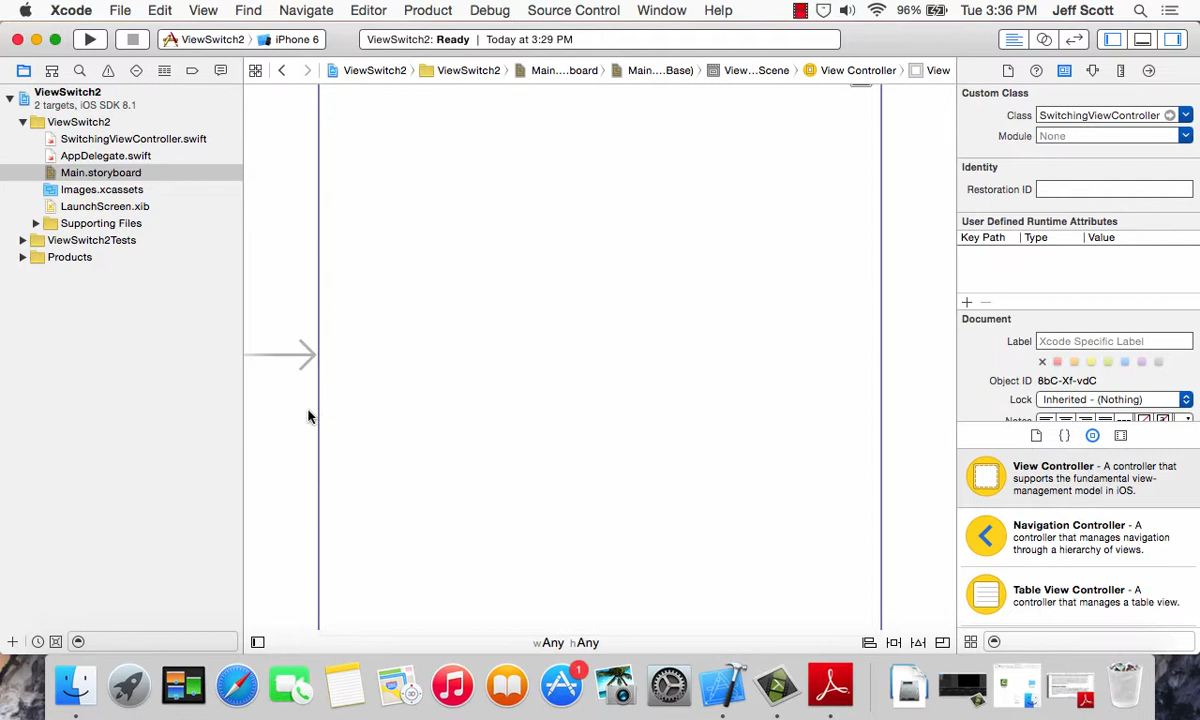 Xcode File Edit View Find Navigate Editor Product Debug Source Control Window Help 96% Tue 3:36 PM Jeff Scott
ViewSwitch2 iPhone 6 ViewSwitch2: Ready | Today at 3:29 PM
ViewSwitch2 ViewSwitch2 Main....board Main....Base) View...Scene View Controller View
ViewSwitch2
2 targets, iOS SDK 8.1
ViewSwitch2
SwitchingViewController.swift
AppDelegate.swift
Main.storyboard
Images.xcassets
LaunchScreen.xib
Supporting Files
ViewSwitch2Tests
Products
wAny hAny
Custom Class
Class SwitchingViewController
Module None
Identity
Restoration ID
User Defined Runtime Attributes
Key Path Type Value
Document
Label Xcode Specific Label
Object ID 8bC-Xf-vdC
Lock Inherited - (Nothing)
View Controller - A controller that
supports the fundamental view-
management model in iOS.
Navigation Controller - A
controller that manages navigation
through a hierarchy of views.
Table View Controller - A
controller that manages a table view.
1
3D